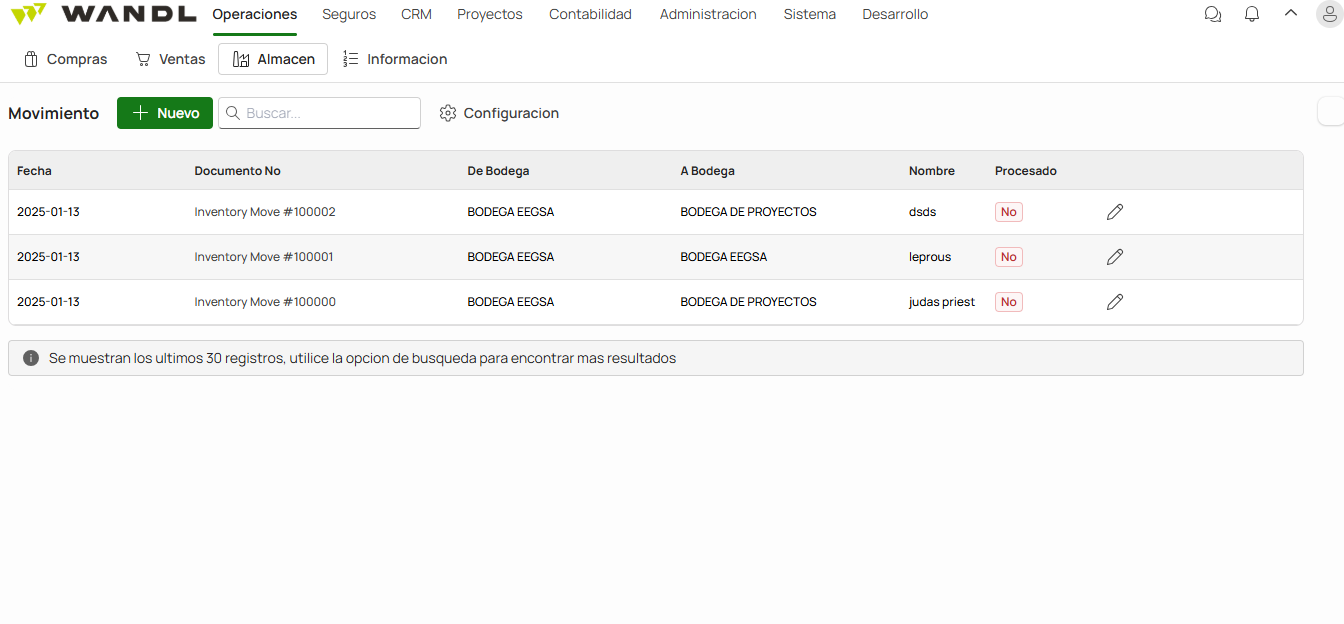 WANDL Operaciones Seguros CRM Proyectos Contabilidad Administracion Sistema Desarrollo
Compras Ventas Almacen Informacion
Movimiento Nuevo Buscar... Configuracion
Fecha Documento No De Bodega A Bodega Nombre Procesado
2025-01-13 Inventory Move #100002 BODEGA EEGSA BODEGA DE PROYECTOS dsds No
2025-01-13 Inventory Move #100001 BODEGA EEGSA BODEGA EEGSA leprous No
2025-01-13 Inventory Move #100000 BODEGA EEGSA BODEGA DE PROYECTOS judas priest No
Se muestran los ultimos 30 registros, utilice la opcion de busqueda para encontrar mas resultados